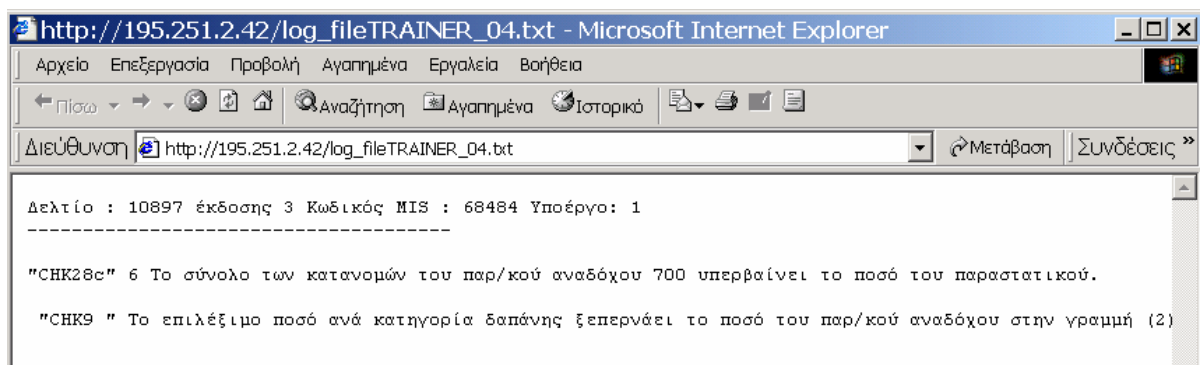 http://195.251.2.42/log_fileTRAINER_04.txt - Microsoft Internet Explorer
Αρχείο Επεξεργασία Προβολή Αγαπημένα Εργαλεία Βοήθεια
Πίσω Αναζήτηση Αγαπημένα Ιστορικό
Διεύθυνση http://195.251.2.42/log_fileTRAINER_04.txt Μετάβαση Συνδέσεις »
Δελτίο : 10897 έκδοσης 3 Κωδικός MIS : 68484 Υποέργο: 1
---------------------------------------
"CHK28c" 6 Το σύνολο των κατανομών του παρ/κού αναδόχου 700 υπερβαίνει το ποσό του παραστατικού.
"CHK9 " Το επιλέξιμο ποσό ανά κατηγορία δαπάνης ξεπερνάει το ποσό του παρ/κού αναδόχου στην γραμμή (2)